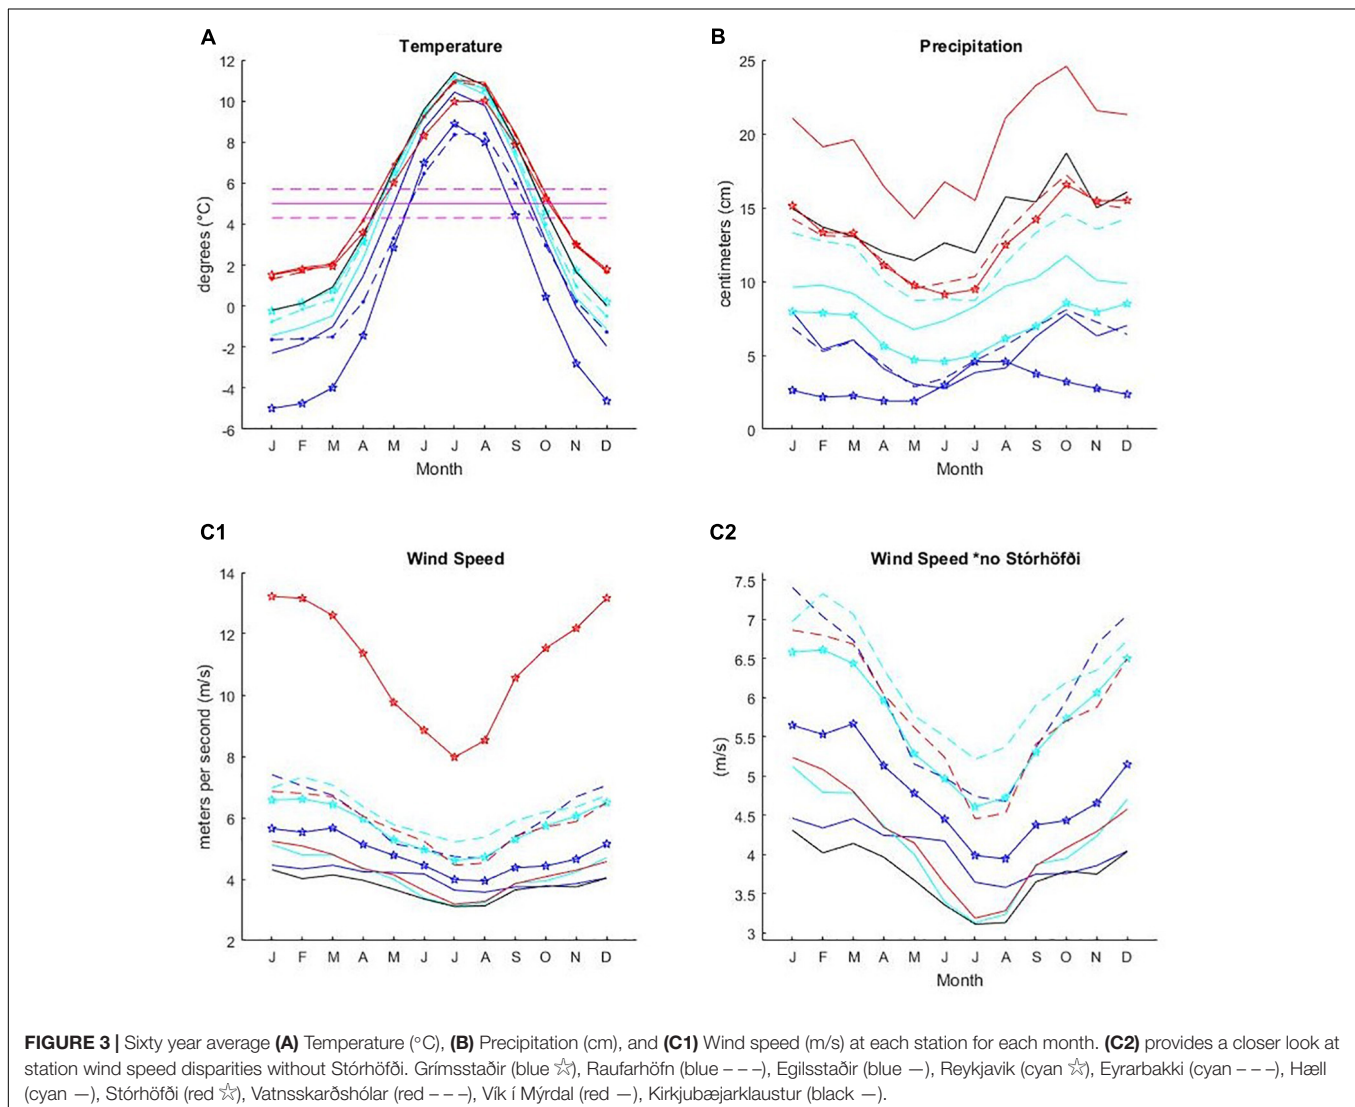 A
Temperature
12
10
8
6
4
2
0
-2
-4
-6
degrees (°C)
J F M A M J J A S O N D
Month
B
Precipitation
25
20
15
10
5
0
centimeters (cm)
J F M A M J J A S O N D
Month
C1
Wind Speed
14
12
10
8
6
4
2
meters per second (m/s)
J F M A M J J A S O N D
C2
Wind Speed *no Stórhöfði
7.5
7
6.5
6
5.5
5
4.5
4
3.5
3
(m/s)
J F M A M J J A S O N D
Month
FIGURE 3 | Sixty year average (A) Temperature (°C), (B) Precipitation (cm), and (C1) Wind speed (m/s) at each station for each month. (C2) provides a closer look at
station wind speed disparities without Stórhöfði. Grímsstaðir (blue ☆), Raufarhöfn (blue – – –), Egilsstaðir (blue —), Reykjavik (cyan ☆), Eyrarbakki (cyan – – –), Hæll
(cyan —), Stórhöfði (red ☆), Vatnsskarðshólar (red – – –), Vík í Mýrdal (red —), Kirkjubæjarklaustur (black —).